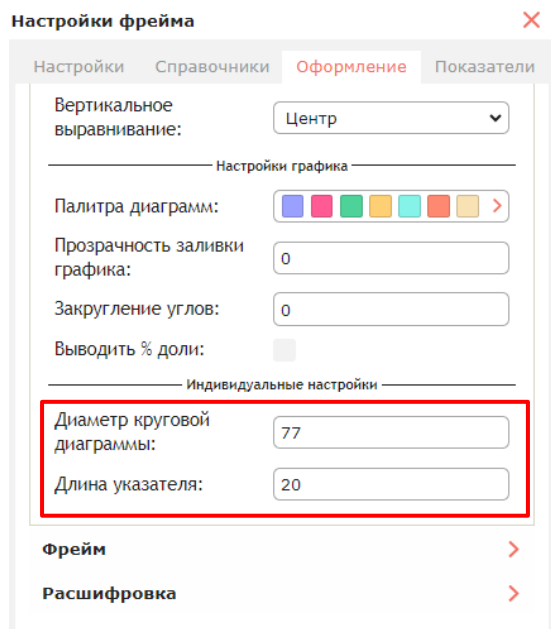 Настройки фрейма
Настройки Справочники Оформление Показатели
Вертикальное
выравнивание:
Центр
Настройки графика
Палитра диаграмм:
Прозрачность заливки
графика:
0
Закругление углов:
0
Выводить % доли:
Индивидуальные настройки
Диаметр круговой
диаграммы:
77
Длина указателя:
20
Фрейм
Расшифровка